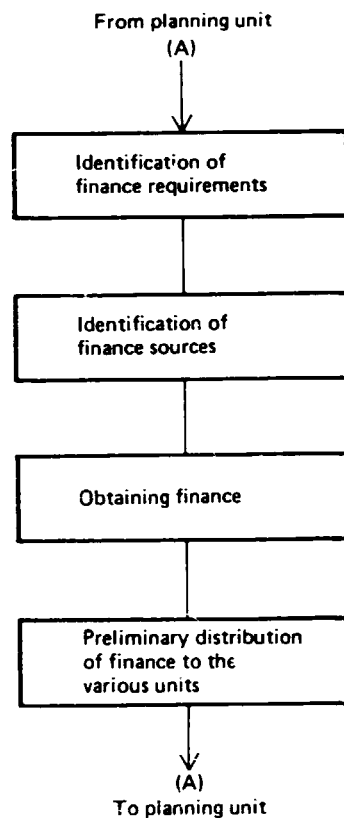 From planning unit
(A)
Identification of
finance requirements
Identification of
finance sources
Obtaining finance
Preliminary distribution
of finance to the
various units
(A)
To planning unit